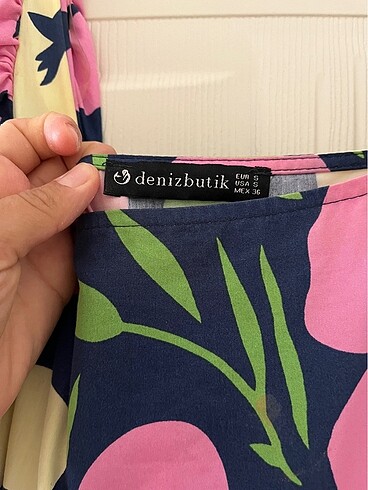 denizbutik
EUR S
USA S
MEX 36